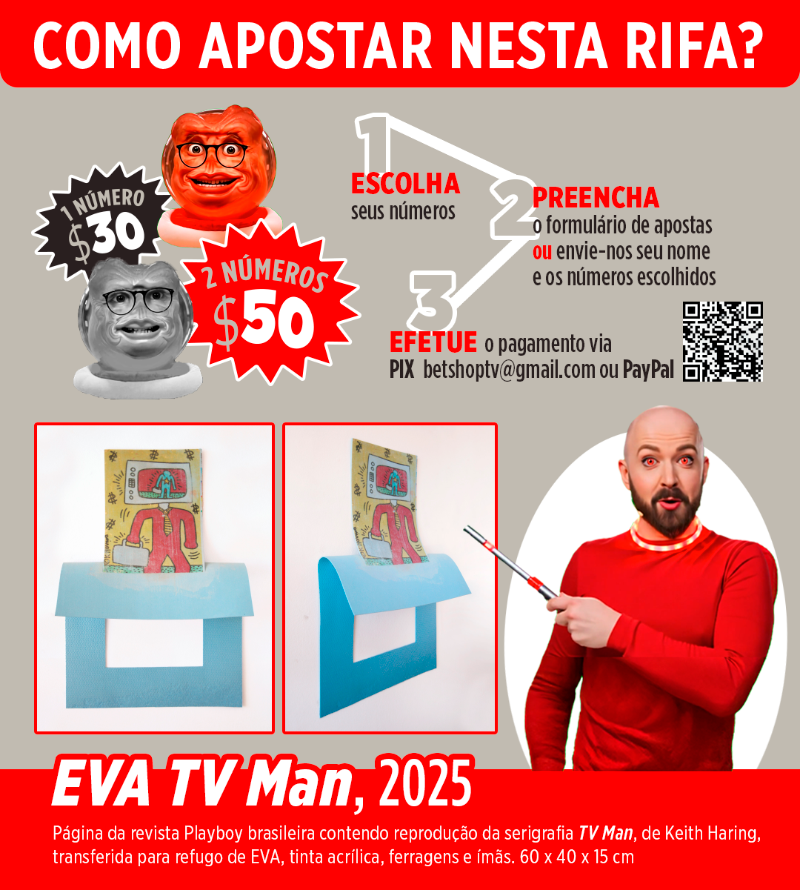 COMO APOSTAR NESTA RIFA?
1 NÚMERO
$30
2 NÚMEROS
$50
1
ESCOLHA
seus números
2
PREENCHA
o formulário de apostas
ou envie-nos seu nome
e os números escolhidos
3
EFETUE o pagamento via
PIX betshoptv@gmail.com ou PayPal
EVA TV Man, 2025
Página da revista Playboy brasileira contendo reprodução da serigrafia TV Man, de Keith Haring,
transferida para refugo de EVA, tinta acrílica, ferragens e ímãs. 60 x 40 x 15 cm